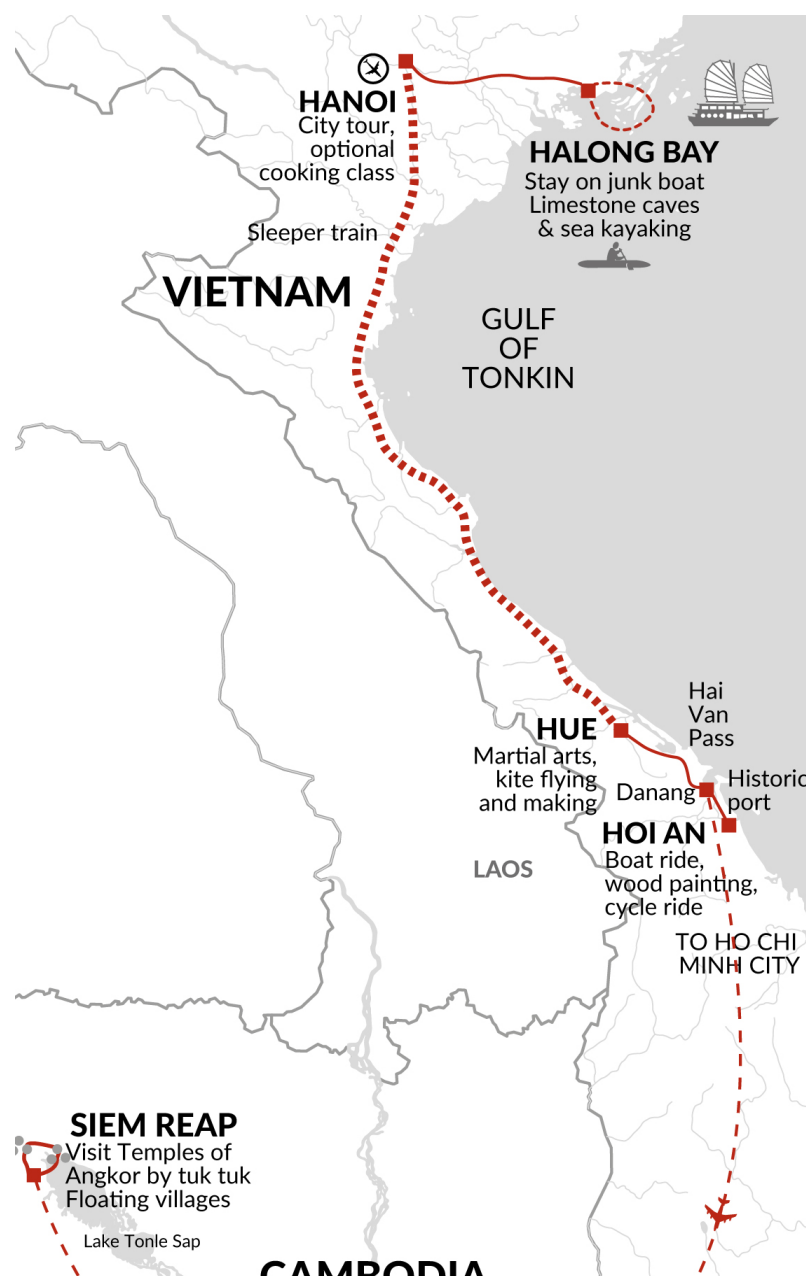 HANOI
City tour,
optional
cooking class
HALONG BAY
Stay on junk boat
Limestone caves
& sea kayaking
Sleeper train
VIETNAM
GULF
OF
TONKIN
Hai
Van
Pass
HUE
Martial arts,
kite flying
and making
Danang
Historic
port
HOI AN
Boat ride,
wood painting,
cycle ride
LAOS
TO HO CHI
MINH CITY
SIEM REAP
Visit Temples of
Angkor by tuk tuk
Floating villages
Lake Tonle Sap
CAMBODIA